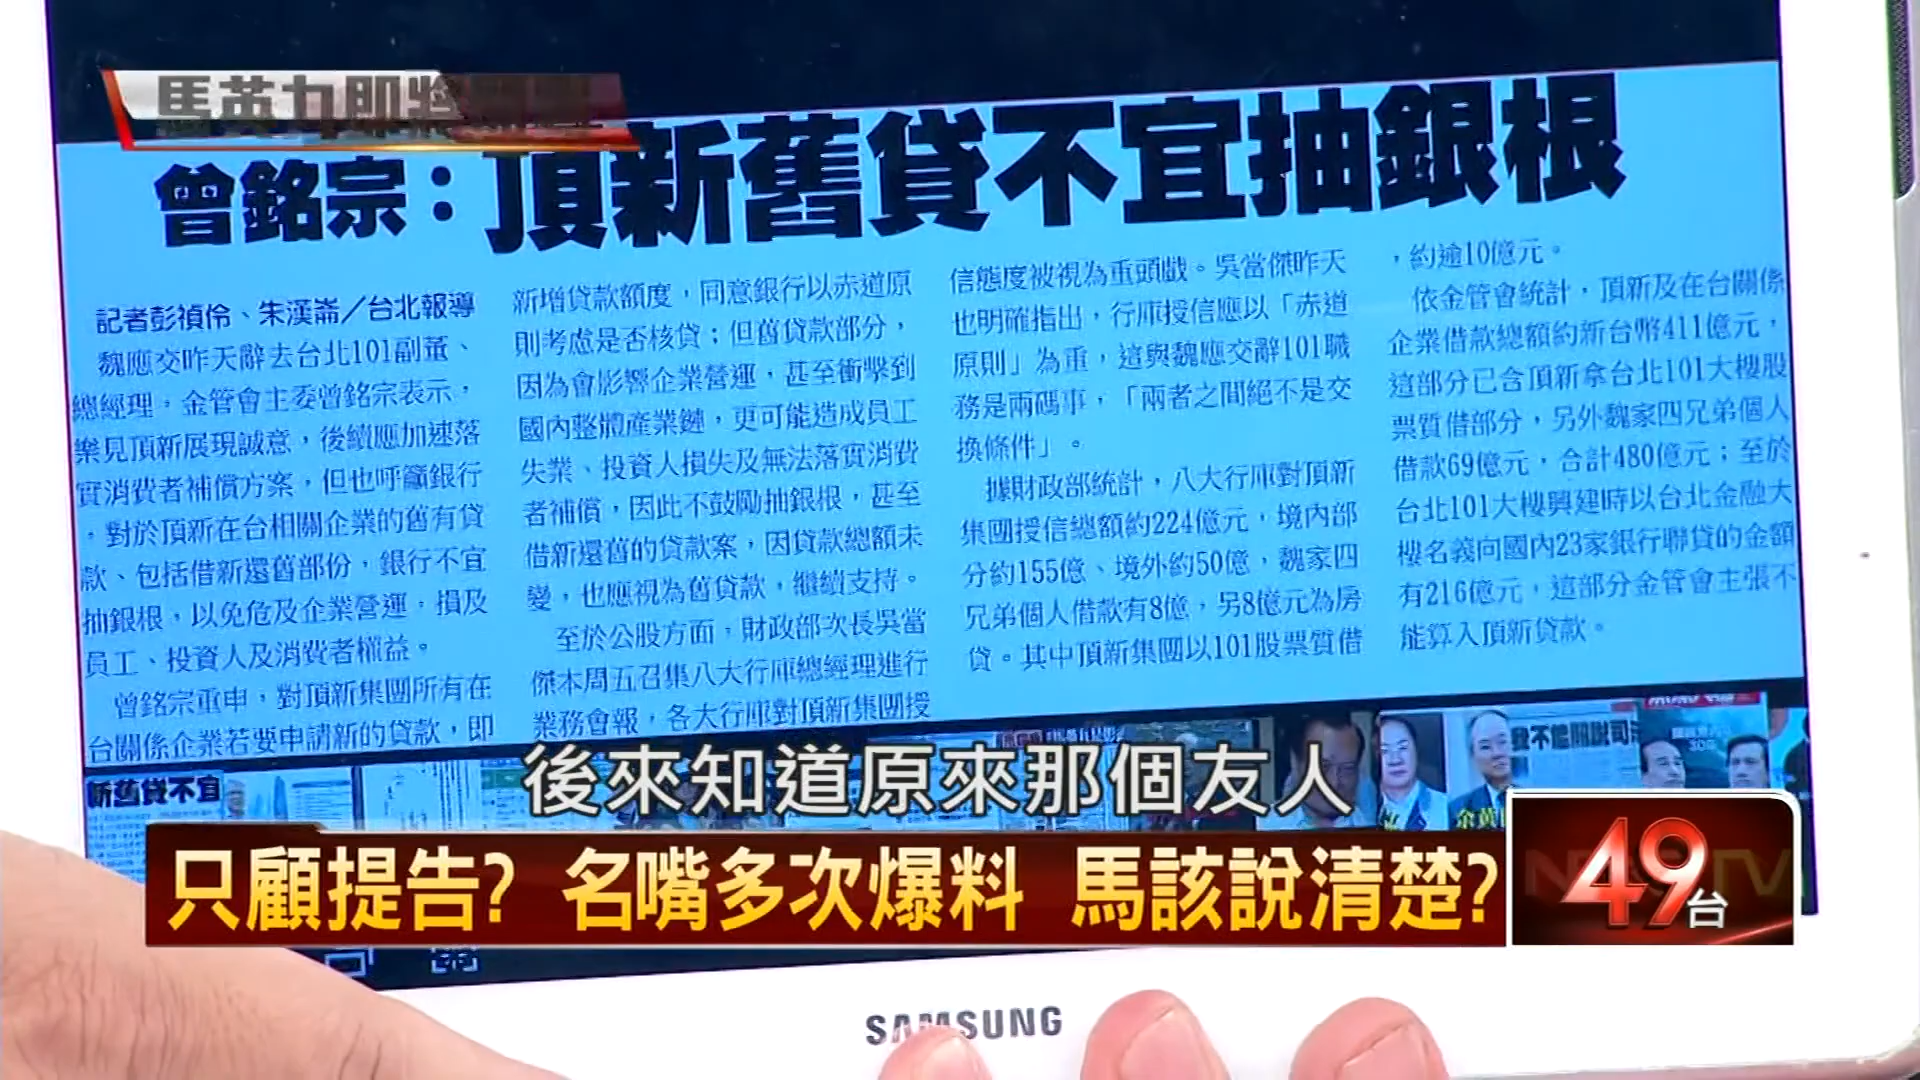 馬英九即將
曾銘宗：頂新舊貸不宜抽銀根
記者彭禎伶、朱漢崙／台北報導
魏應交昨天辭去台北101副董、
總經理，金管會主委曾銘宗表示，
樂見頂新展現誠意，後續應加速落
實消費者補償方案，但也呼籲銀行
，對於頂新在台相關企業的舊有貸
款、包括借新還舊部份，銀行不宜
抽銀根，以免危及企業營運，損及
員工、投資人及消費者權益。
曾銘宗重申，對頂新集團所有在
台關係企業若要申請新的貸款，即
新增貸款額度，同意銀行以赤道原
則考慮是否核貸；但舊貸款部分，
因為會影響企業營運，甚至衝擊到
國內整體產業鏈，更可能造成員工
失業、投資人損失及無法落實消費
者補償，因此不鼓勵抽銀根，甚至
借新還舊的貸款案，因貸款總額未
變，也應視為舊貸款，繼續支持。
至於公股方面，財政部次長吳當
傑本周五召集八大行庫總經理進行
業務會報，各大行庫對頂新集團授
信態度被視為重頭戲。吳當傑昨天
也明確指出，行庫授信應以「赤道
原則」為重，這與魏應交辭101職
務是兩碼事，「兩者之間絕不是交
換條件」。
據財政部統計，八大行庫對頂新
集團授信總額約224億元，境內部
分約155億、境外約50億，魏家四
兄弟個人借款有8億，另8億元為房
貸。其中頂新集團以101股票質借
，約逾10億元。
依金管會統計，頂新及在台關係
企業借款總額約新台幣411億元，
這部分已含頂新拿台北101大樓股
票質借部分，另外魏家四兄弟個人
借款69億元，合計480億元；至於
台北101大樓興建時以台北金融大
樓名義向國內23家銀行聯貸的金額
有216億元，這部分金管會主張不
能算入頂新貸款。
新舊貸不宜
不能關說司
後來知道原來那個友人
只顧提告？ 名嘴多次爆料 馬該說清楚？
49台
SAMSUNG